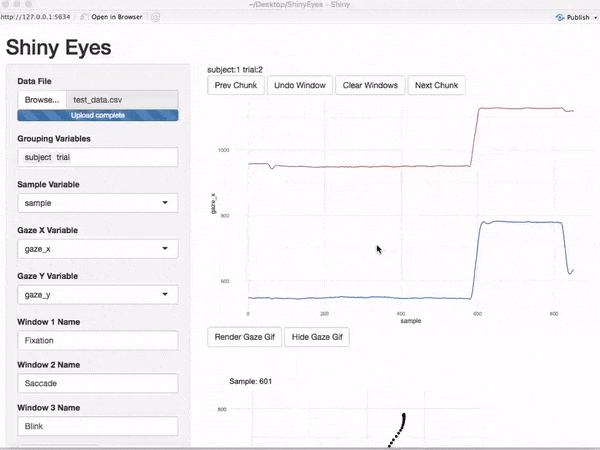 ~/Desktop/ShinyEyes - Shiny
http://127.0.0.1:5634 Open in Browser Publish
Shiny Eyes
Data File
Browse... test_data.csv
Upload complete
Grouping Variables
subject trial
Sample Variable
sample
Gaze X Variable
gaze_x
Gaze Y Variable
gaze_y
Window 1 Name
Fixation
Window 2 Name
Saccade
Window 3 Name
Blink
subject:1 trial:2
Prev Chunk Undo Window Clear Windows Next Chunk
1000
800
600
gaze_x
0 200 400 600 800
sample
Render Gaze Gif Hide Gaze Gif
Sample: 601
800